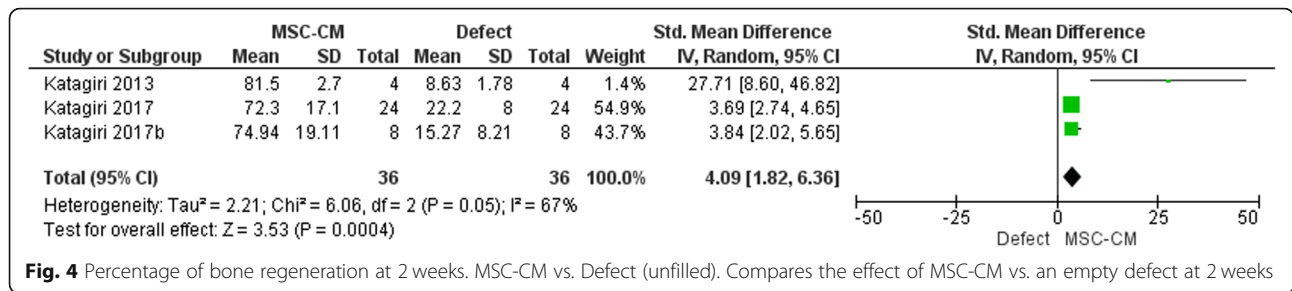 MSC-CM Defect Std. Mean Difference Std. Mean Difference
Study or Subgroup Mean SD Total Mean SD Total Weight IV, Random, 95% CI IV, Random, 95% CI
Katagiri 2013 81.5 2.7 4 8.63 1.78 4 1.4% 27.71 [8.60, 46.82]
Katagiri 2017 72.3 17.1 24 22.2 8 24 54.9% 3.69 [2.74, 4.65]
Katagiri 2017b 74.94 19.11 8 15.27 8.21 8 43.7% 3.84 [2.02, 5.65]
Total (95% CI) 36 36 100.0% 4.09 [1.82, 6.36]
Heterogeneity: Tau² = 2.21; Chi² = 6.06, df = 2 (P = 0.05); I² = 67%
Test for overall effect: Z = 3.53 (P = 0.0004)
-50 -25 0 25 50
Defect MSC-CM
Fig. 4 Percentage of bone regeneration at 2 weeks. MSC-CM vs. Defect (unfilled). Compares the effect of MSC-CM vs. an empty defect at 2 weeks